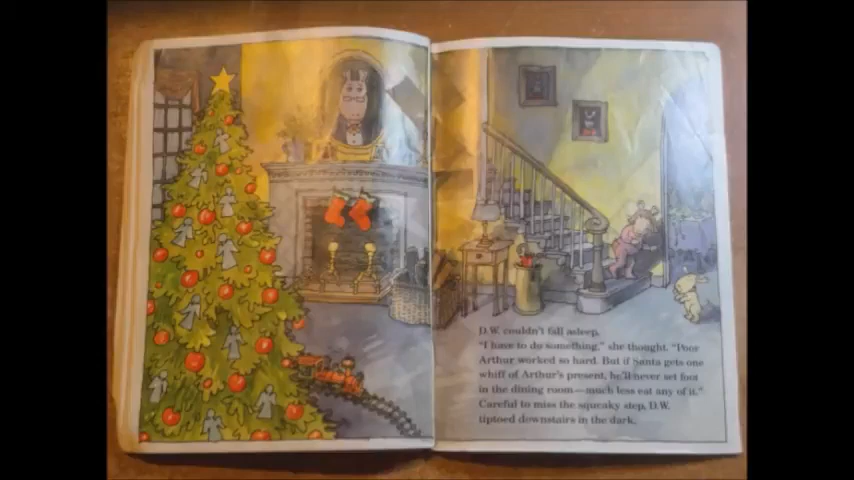 D.W. couldn't fall asleep.
"I have to do something," she thought. "Poor
Arthur worked so hard. But if Santa gets one
whiff of Arthur's present, he'll never set foot
in the dining room—much less eat any of it."
Careful to miss the squeaky step, D.W.
tiptoed downstairs in the dark.